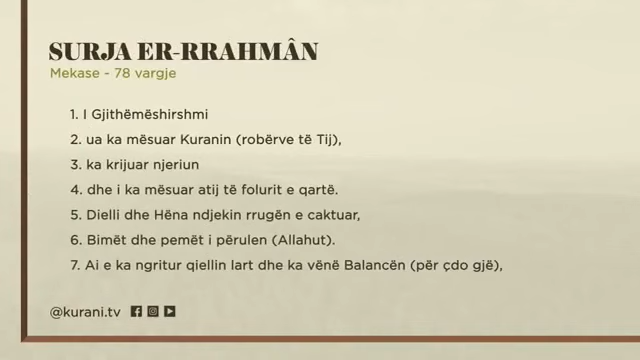 SURJA ER-RRAHMÂN
Mekase - 78 vargje
1. I Gjithëmëshirshmi
2. ua ka mësuar Kuranin (robërve të Tij),
3. ka krijuar njeriun
4. dhe i ka mësuar atij të folurit e qartë.
5. Dielli dhe Hëna ndjekin rrugën e caktuar,
6. Bimët dhe pemët i përulen (Allahut).
7. Ai e ka ngritur qiellin lart dhe ka vënë Balancën (për çdo gjë),
@kurani.tv